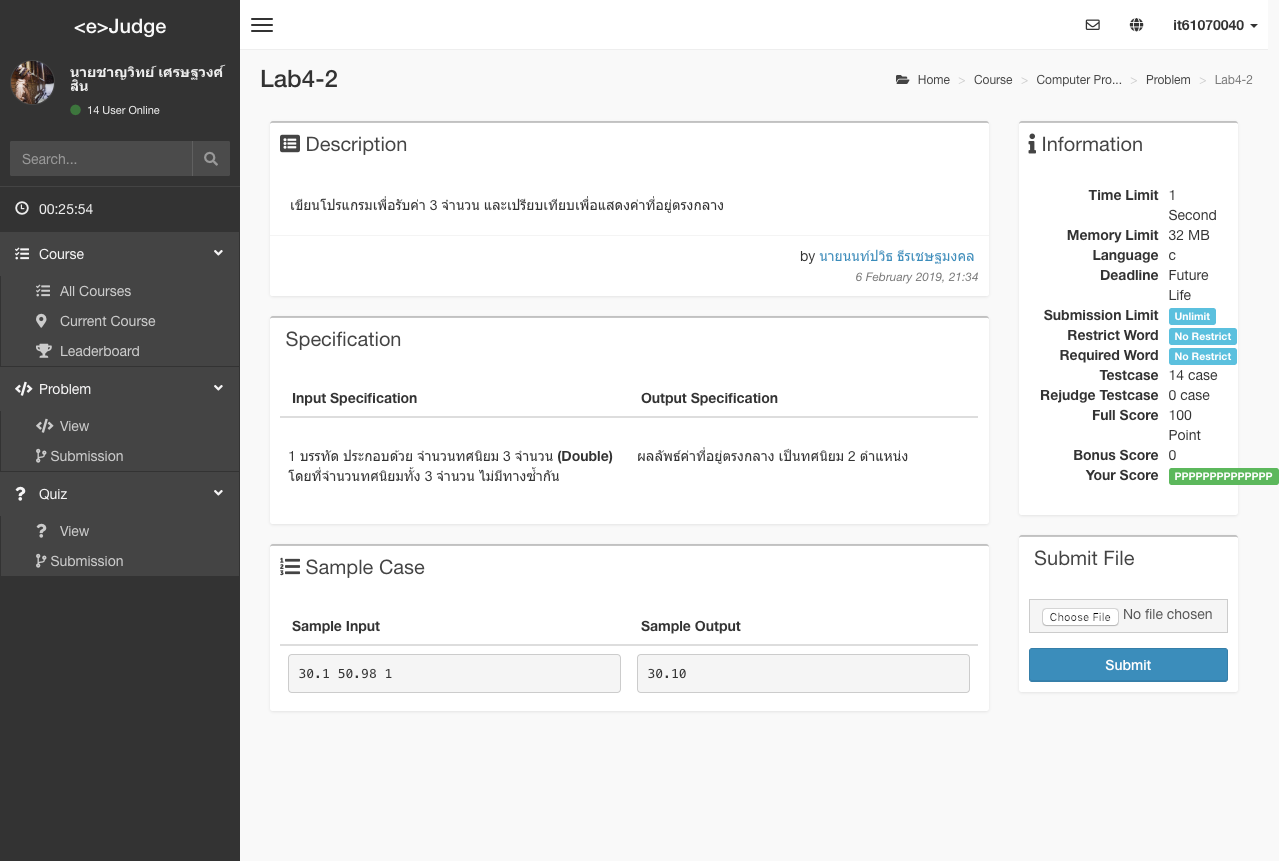 <e>Judge
นายชาญวิทย์ เศรษฐวงศ์
สิน
14 User Online
Search...
00:25:54
Course
All Courses
Current Course
Leaderboard
Problem
View
Submission
Quiz
View
Submission
it61070040
Lab4-2
Home > Course > Computer Pro... > Problem > Lab4-2
Description
เขียนโปรแกรมเพื่อรับค่า 3 จำนวน และเปรียบเทียบเพื่อแสดงค่าที่อยู่ตรงกลาง
by นายนนท์ปวิธ ธีรเชษฐมงคล
6 February 2019, 21:34
Specification
Input Specification Output Specification
1 บรรทัด ประกอบด้วย จำนวนทศนิยม 3 จำนวน (Double) ผลลัพธ์ค่าที่อยู่ตรงกลาง เป็นทศนิยม 2 ตำแหน่ง
โดยที่จำนวนทศนิยมทั้ง 3 จำนวน ไม่มีทางซ้ำกัน
Sample Case
Sample Input Sample Output
30.1 50.98 1 30.10
Information
Time Limit 1
Second
Memory Limit 32 MB
Language c
Deadline Future
Life
Submission Limit Unlimit
Restrict Word No Restrict
Required Word No Restrict
Testcase 14 case
Rejudge Testcase 0 case
Full Score 100
Point
Bonus Score 0
Your Score PPPPPPPPPPPPPP
Submit File
Choose File No file chosen
Submit